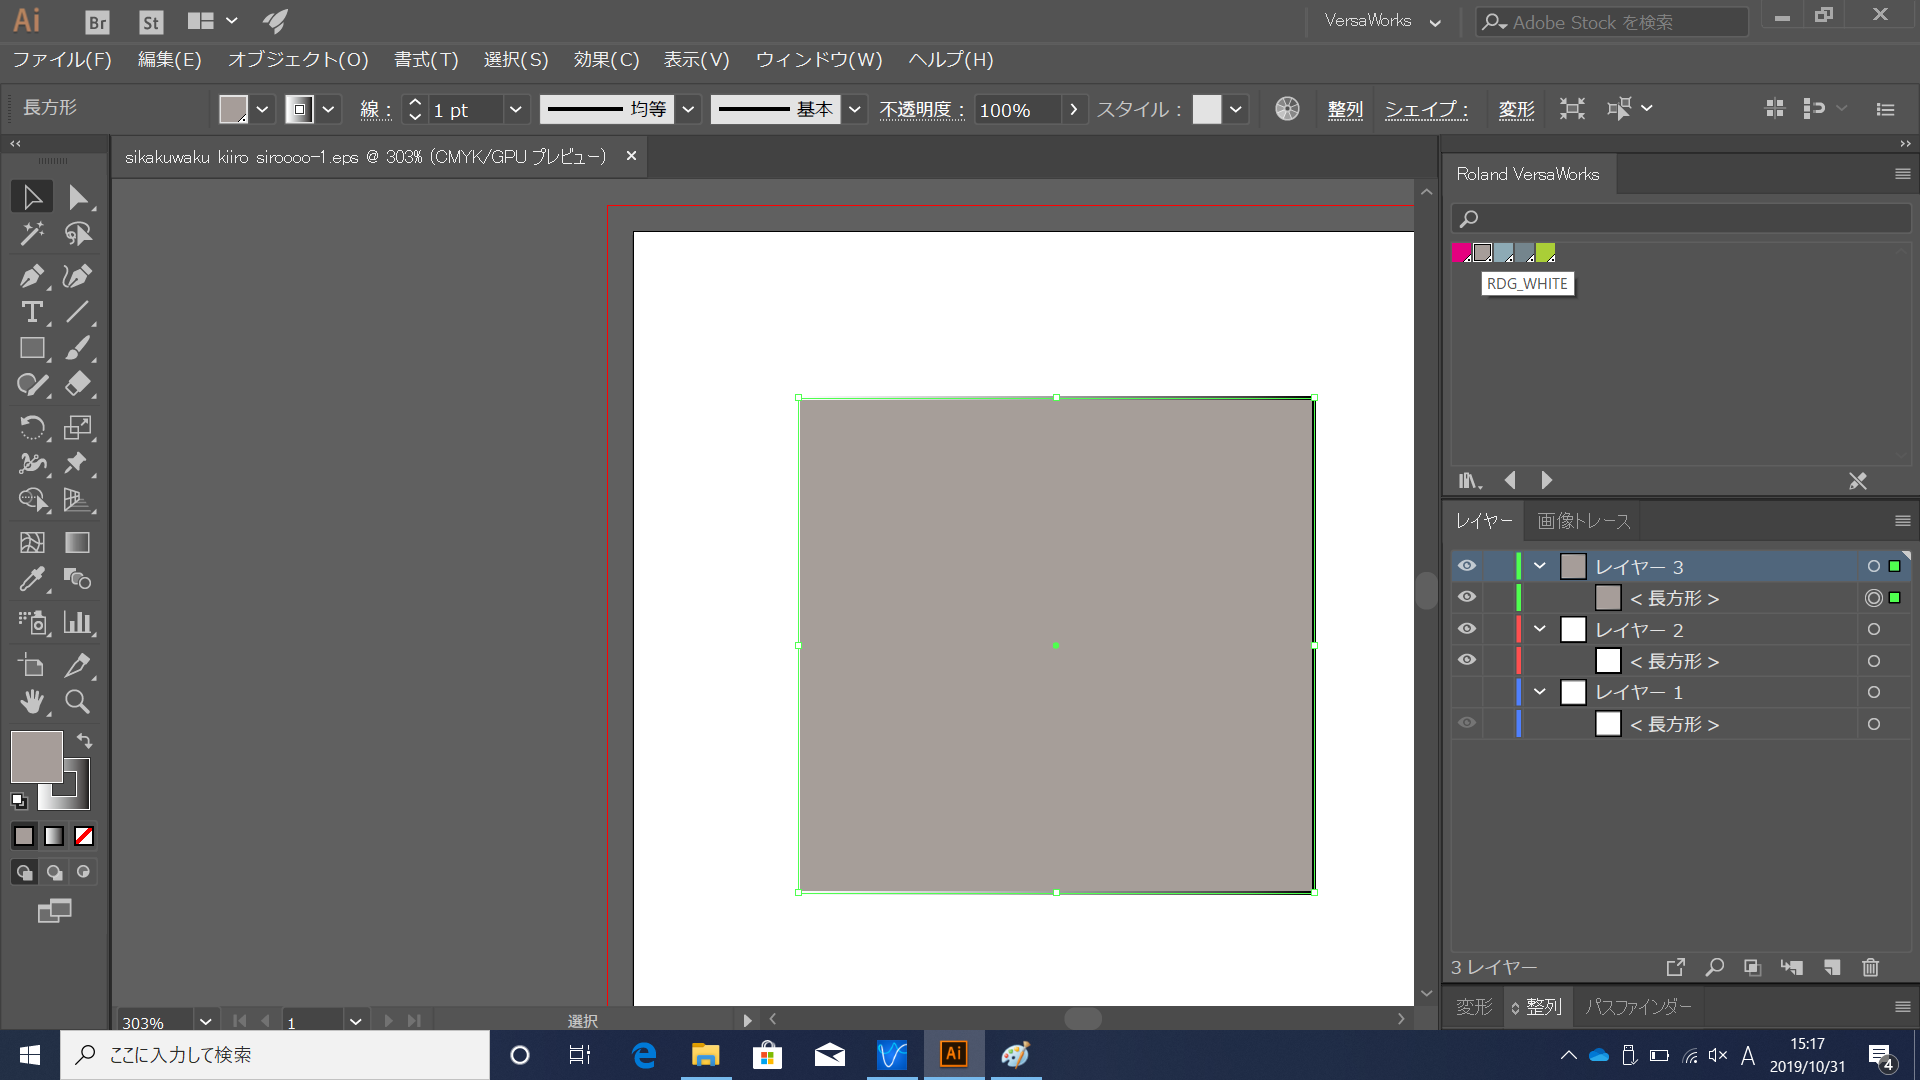 Ai Br St VersaWorks Adobe Stock を検索
ファイル(F) 編集(E) オブジェクト(O) 書式(T) 選択(S) 効果(C) 表示(V) ウィンドウ(W) ヘルプ(H)
長方形 線： 1 pt 均等 基本 不透明度： 100% スタイル： 整列 シェイプ： 変形
sikakuwaku kiiro siroooo-1.eps @ 303% (CMYK/GPU プレビュー) ×
Roland VersaWorks
RDG_WHITE
レイヤー 画像トレース
レイヤー 3
< 長方形 >
レイヤー 2
< 長方形 >
レイヤー 1
< 長方形 >
3 レイヤー
変形 整列 パスファインダー
303% 1 選択
ここに入力して検索
Ai
A
15:17
2019/10/31
4